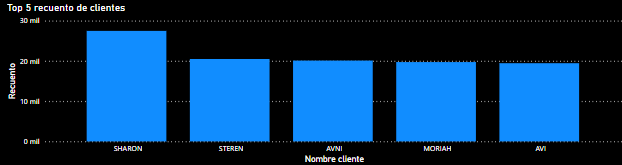 Top 5 recuento de clientes
30 mil
20 mil
10 mil
0 mil
Recuento
SHARON STEREN AVNI MORIAH AVI
Nombre cliente